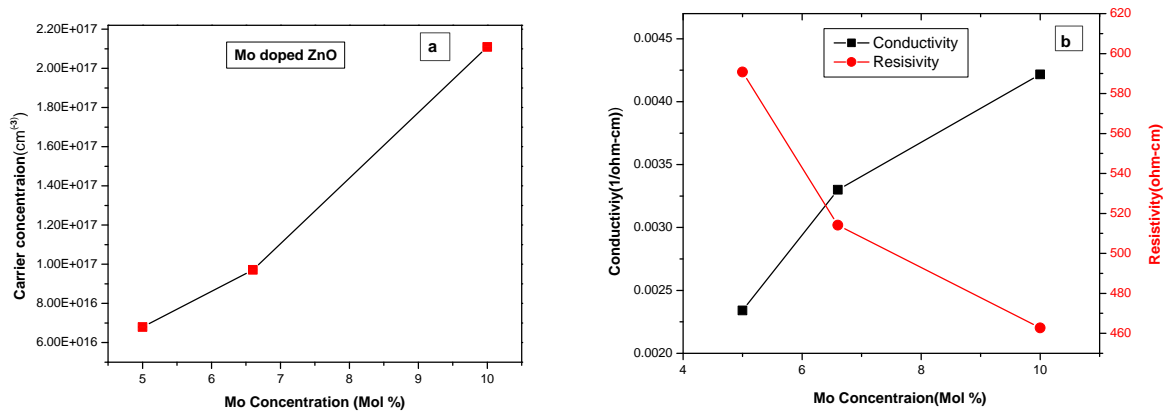 2.20E+017
2.00E+017
1.80E+017
1.60E+017
1.40E+017
1.20E+017
1.00E+017
8.00E+016
6.00E+016
Carrier concentraion(cm(-3))
Mo doped ZnO
a
5 6 7 8 9 10
Mo Concentration (Mol %)
0.0045
0.0040
0.0035
0.0030
0.0025
0.0020
Conductiviy(1/ohm-cm))
Conductivity
Resisivity
b
4 6 8 10
Mo Concentraion(Mol %)
620
600
580
560
540
520
500
480
460
Resistivity(ohm-cm)